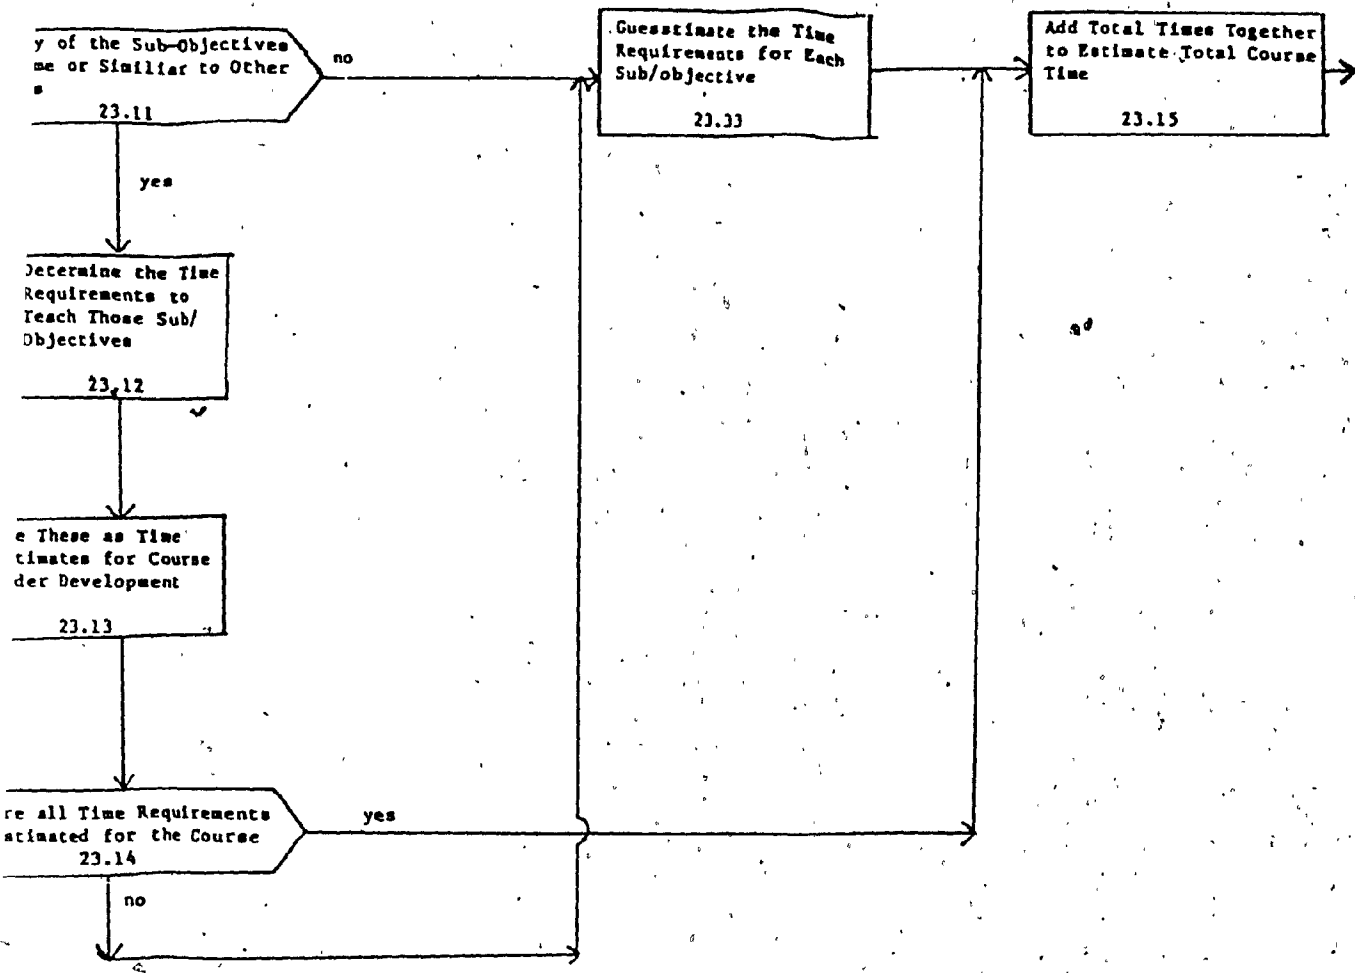 y of the Sub-Objectives
me or Similiar to Other
s
23.11
no
yes
Guesstimate the Time
Requirements for Each
Sub/objective
23.33
Add Total Times Together
to Estimate Total Course
Time
23.15
Determine the Time
Requirements to
Teach Those Sub/
Objectives
23.12
e These as Time
timates for Course
der Development
23.13
re all Time Requirements
stimated for the Course
23.14
yes
no